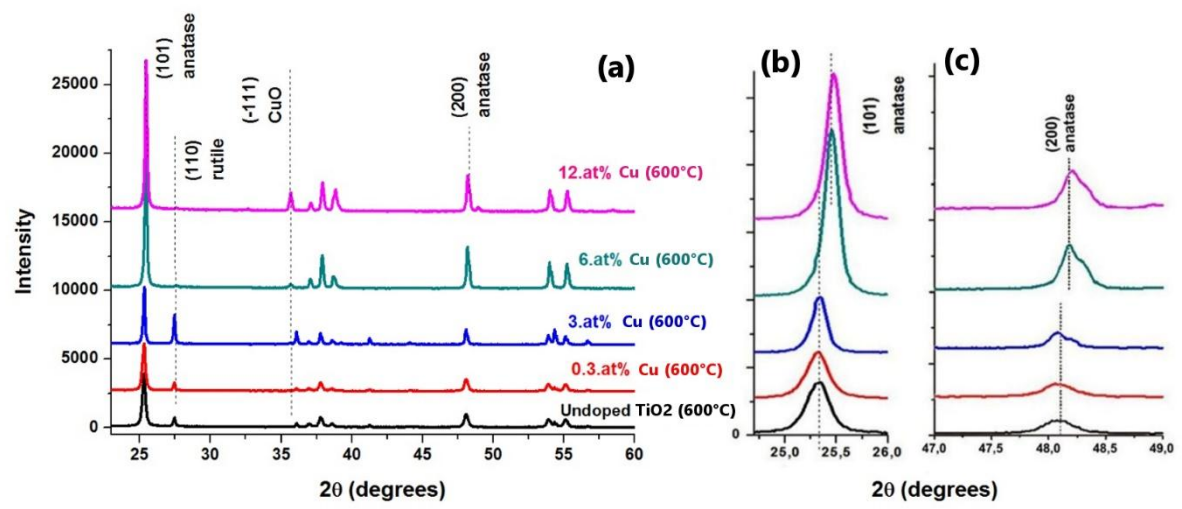 (a)
(101)
anatase
(110)
rutile
(-111)
CuO
(200)
anatase
12.at% Cu (600°C)
6.at% Cu (600°C)
3.at% Cu (600°C)
0.3.at% Cu (600°C)
Undoped TiO2 (600°C)
Intensity
25000
20000
15000
10000
5000
0
25
30
35
40
45
50
55
60
2θ (degrees)
(b)
(101)
anatase
0
25,0
25,5
26,0
(c)
(200)
anatase
47,0
47,5
48,0
48,5
49,0
2θ (degrees)